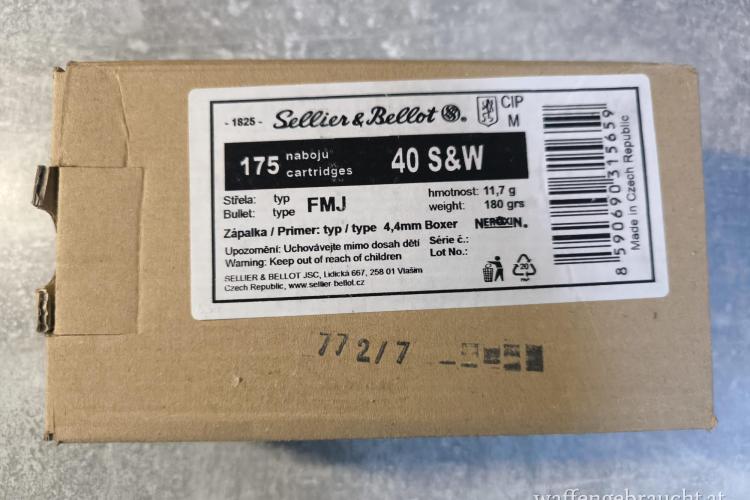 - 1825 - Sellier & Bellot S&B®. CIP
M
175 nabojů
cartridges 40 S&W
Střela: typ FMJ hmotnost: 11,7 g
Bullet: type weight: 180 grs
Zápalka / Primer: typ / type 4,4mm Boxer NEROXIN®.
Upozornění: Uchovávejte mimo dosah dětí Série č.:
Warning: Keep out of reach of children Lot No.:
SELLIER & BELLOT JSC, Lidická 667, 258 01 Vlašim
Czech Republic, www.sellier-bellot.cz
20
PAP
8 590690 315659
Made in Czech Republic
772/7
waffengebraucht.at